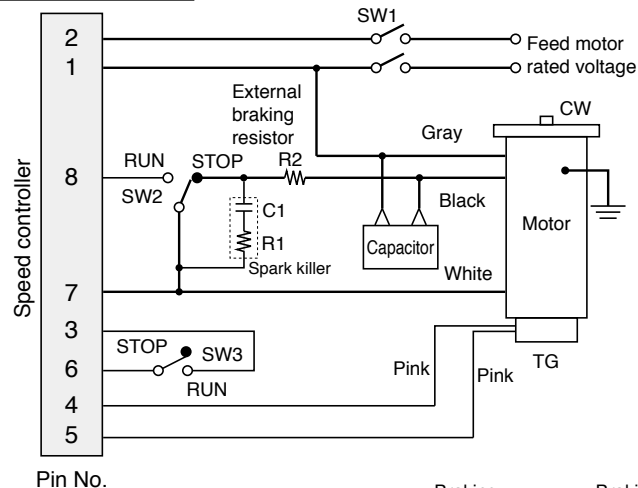 SW1
2
Feed motor
1
rated voltage
External
braking
resistor
CW
Gray
RUN
STOP
R2
8
SW2
Black
C1
R1
Capacitor
Motor
Spark killer
White
7
Speed controller
3
STOP
SW3
6
RUN
Pink
Pink
TG
4
5
Pin No.